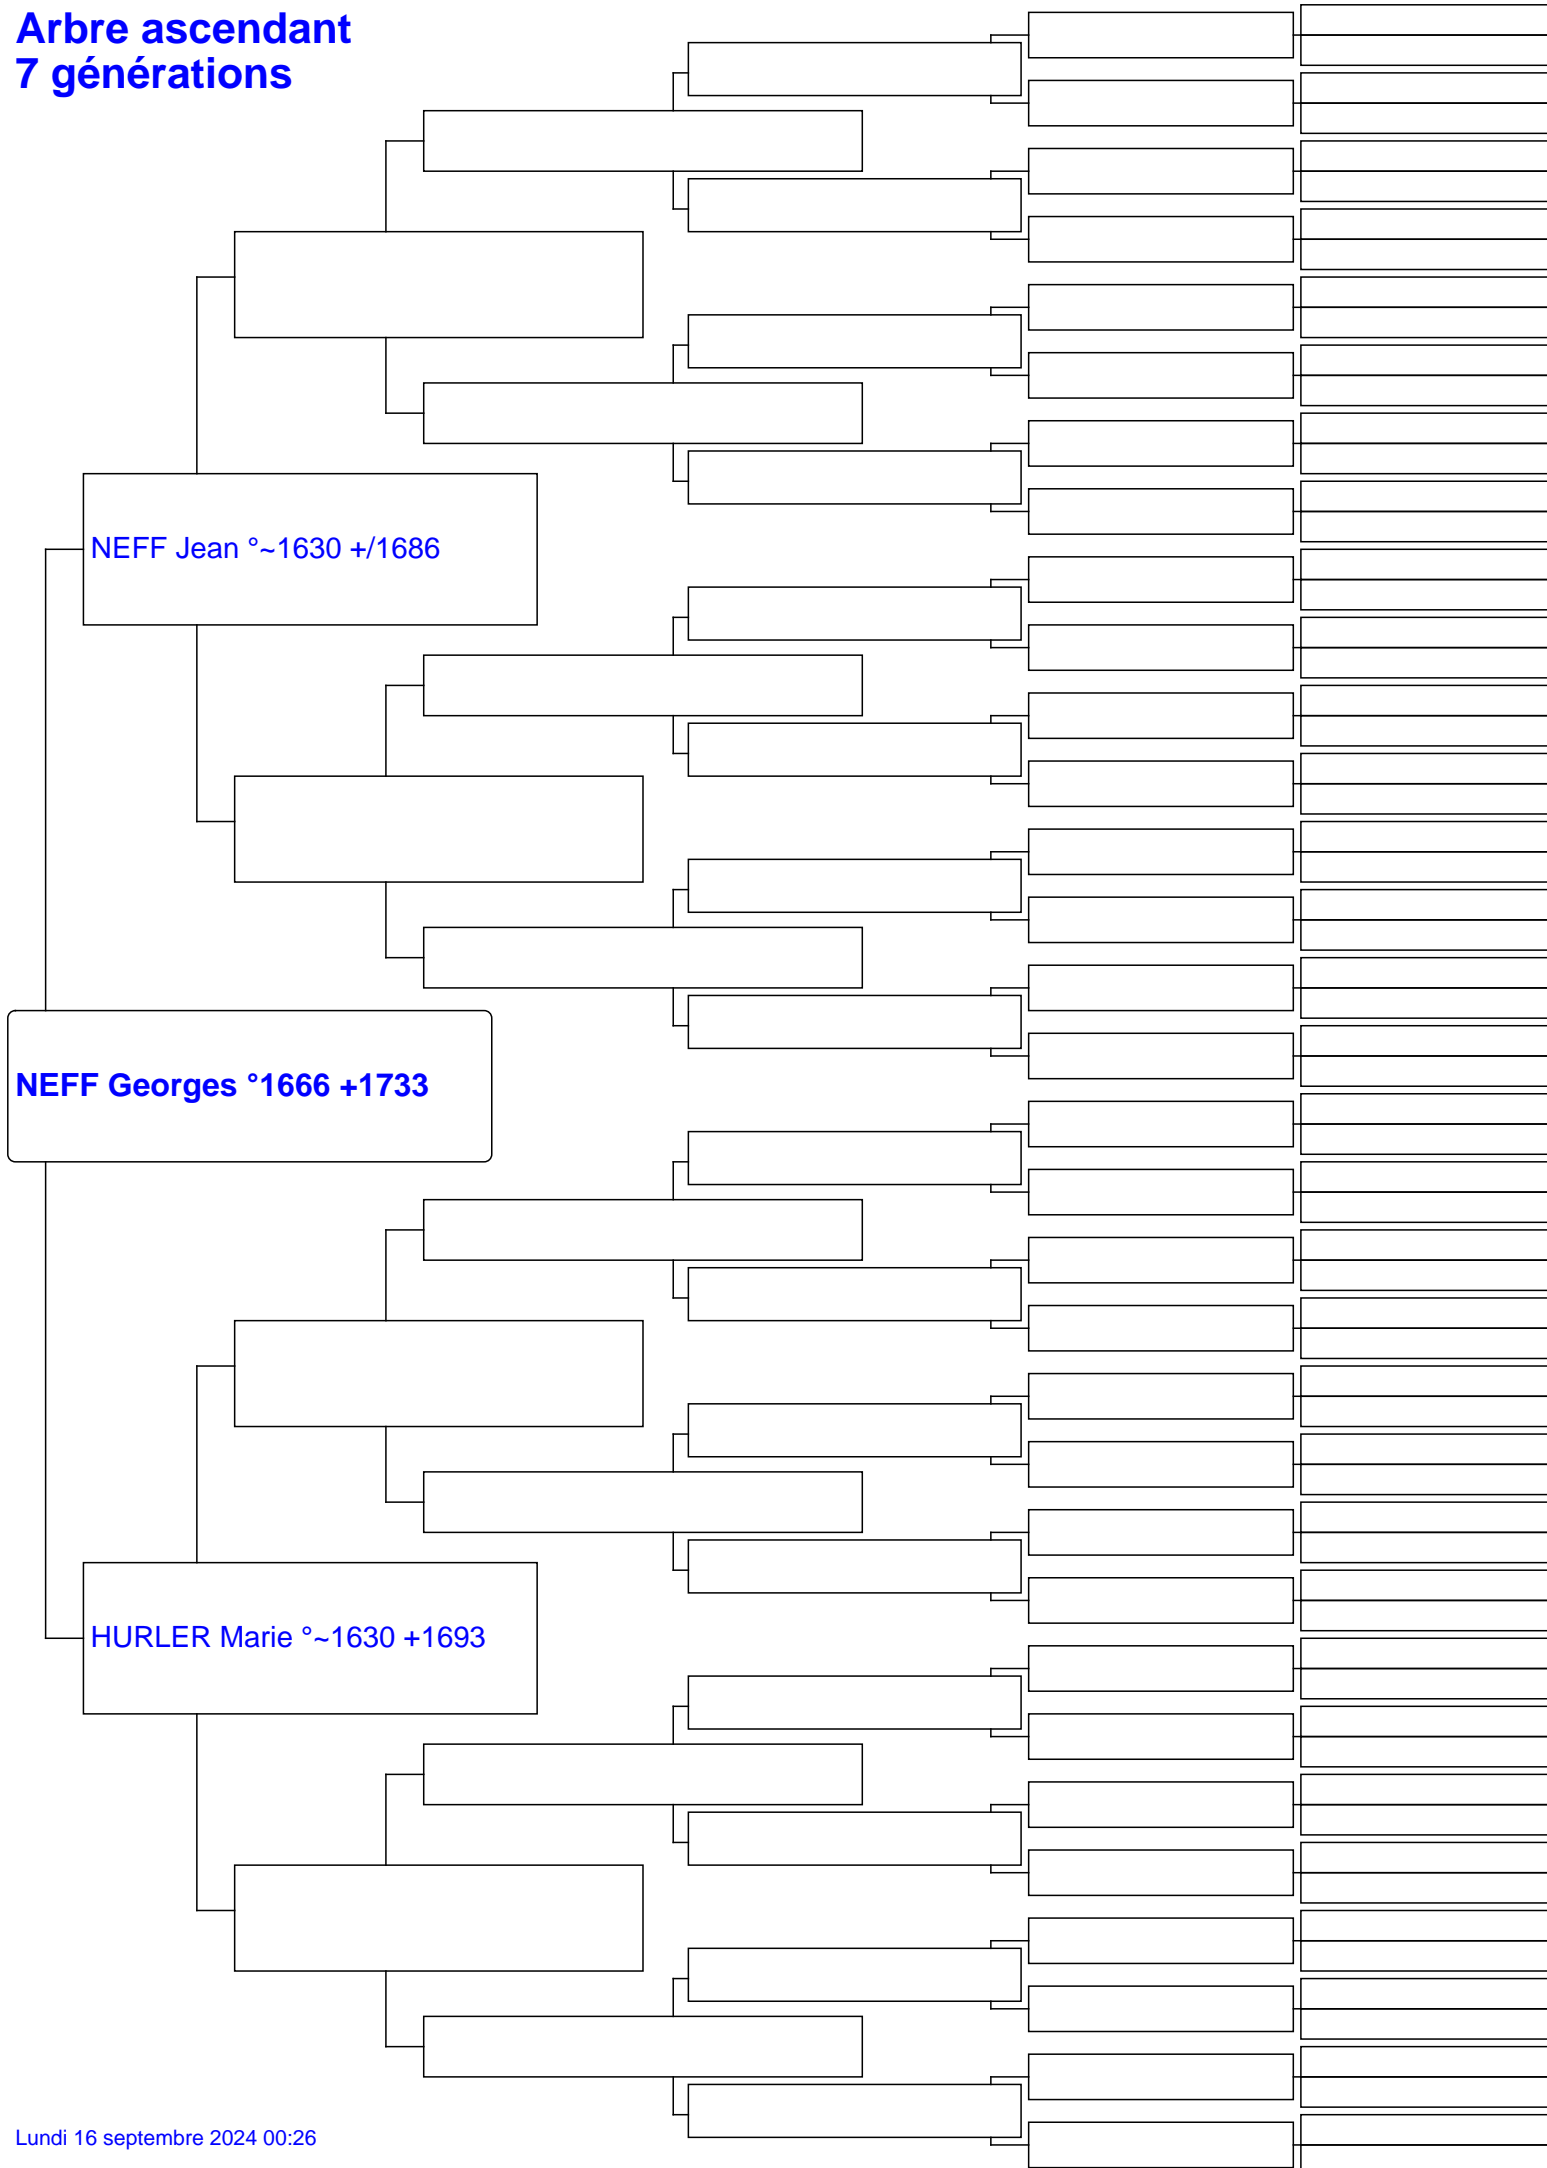 Arbre ascendant
7 générations
NEFF Jean °~1630 +/1686
NEFF Georges °1666 +1733
HURLER Marie °~1630 +1693
Lundi 16 septembre 2024 00:26